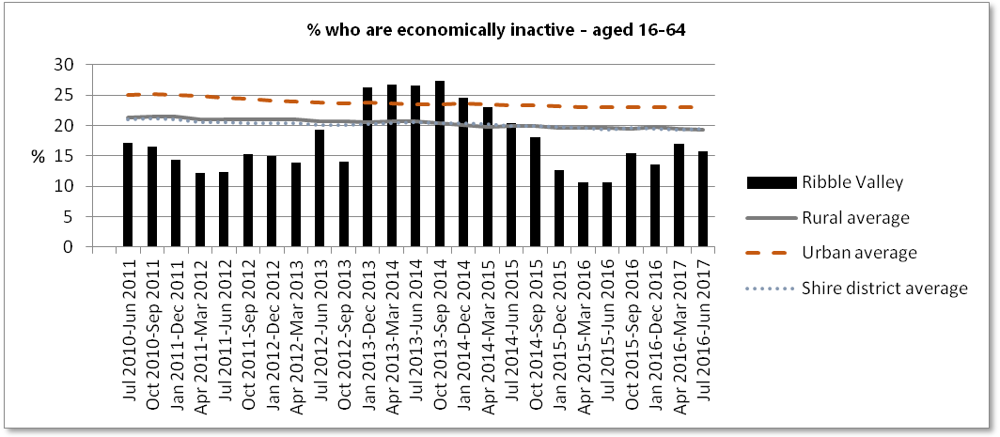 % who are economically inactive - aged 16-64
30
25
20
15
10
5
0
%
Jul 2010-Jun 2011
Oct 2010-Sep 2011
Jan 2011-Dec 2011
Apr 2011-Mar 2012
Jul 2011-Jun 2012
Oct 2011-Sep 2012
Jan 2012-Dec 2012
Apr 2012-Mar 2013
Jul 2012-Jun 2013
Oct 2012-Sep 2013
Jan 2013-Dec 2013
Apr 2013-Mar 2014
Jul 2013-Jun 2014
Oct 2013-Sep 2014
Jan 2014-Dec 2014
Apr 2014-Mar 2015
Jul 2014-Jun 2015
Oct 2014-Sep 2015
Jan 2015-Dec 2015
Apr 2015-Mar 2016
Jul 2015-Jun 2016
Oct 2015-Sep 2016
Jan 2016-Dec 2016
Apr 2016-Mar 2017
Jul 2016-Jun 2017
Ribble Valley
Rural average
Urban average
Shire district average